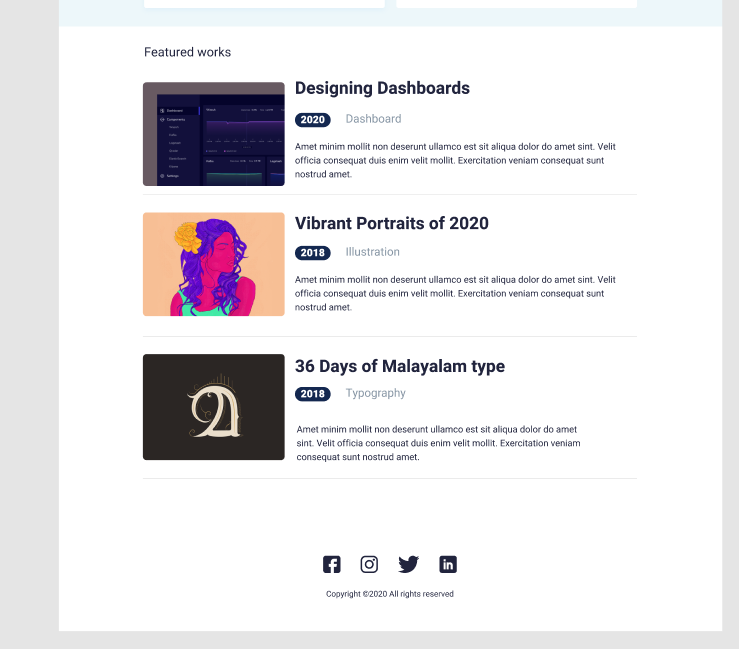 Featured works
Designing Dashboards
2020 Dashboard
Amet minim mollit non deserunt ullamco est sit aliqua dolor do amet sint. Velit
officia consequat duis enim velit mollit. Exercitation veniam consequat sunt
nostrud amet.
Dashboard
Components
Settings
Vibrant Portraits of 2020
2018 Illustration
Amet minim mollit non deserunt ullamco est sit aliqua dolor do amet sint. Velit
officia consequat duis enim velit mollit. Exercitation veniam consequat sunt
nostrud amet.
36 Days of Malayalam type
2018 Typography
Amet minim mollit non deserunt ullamco est sit aliqua dolor do amet
sint. Velit officia consequat duis enim velit mollit. Exercitation veniam
consequat sunt nostrud amet.
Copyright ©2020 All rights reserved